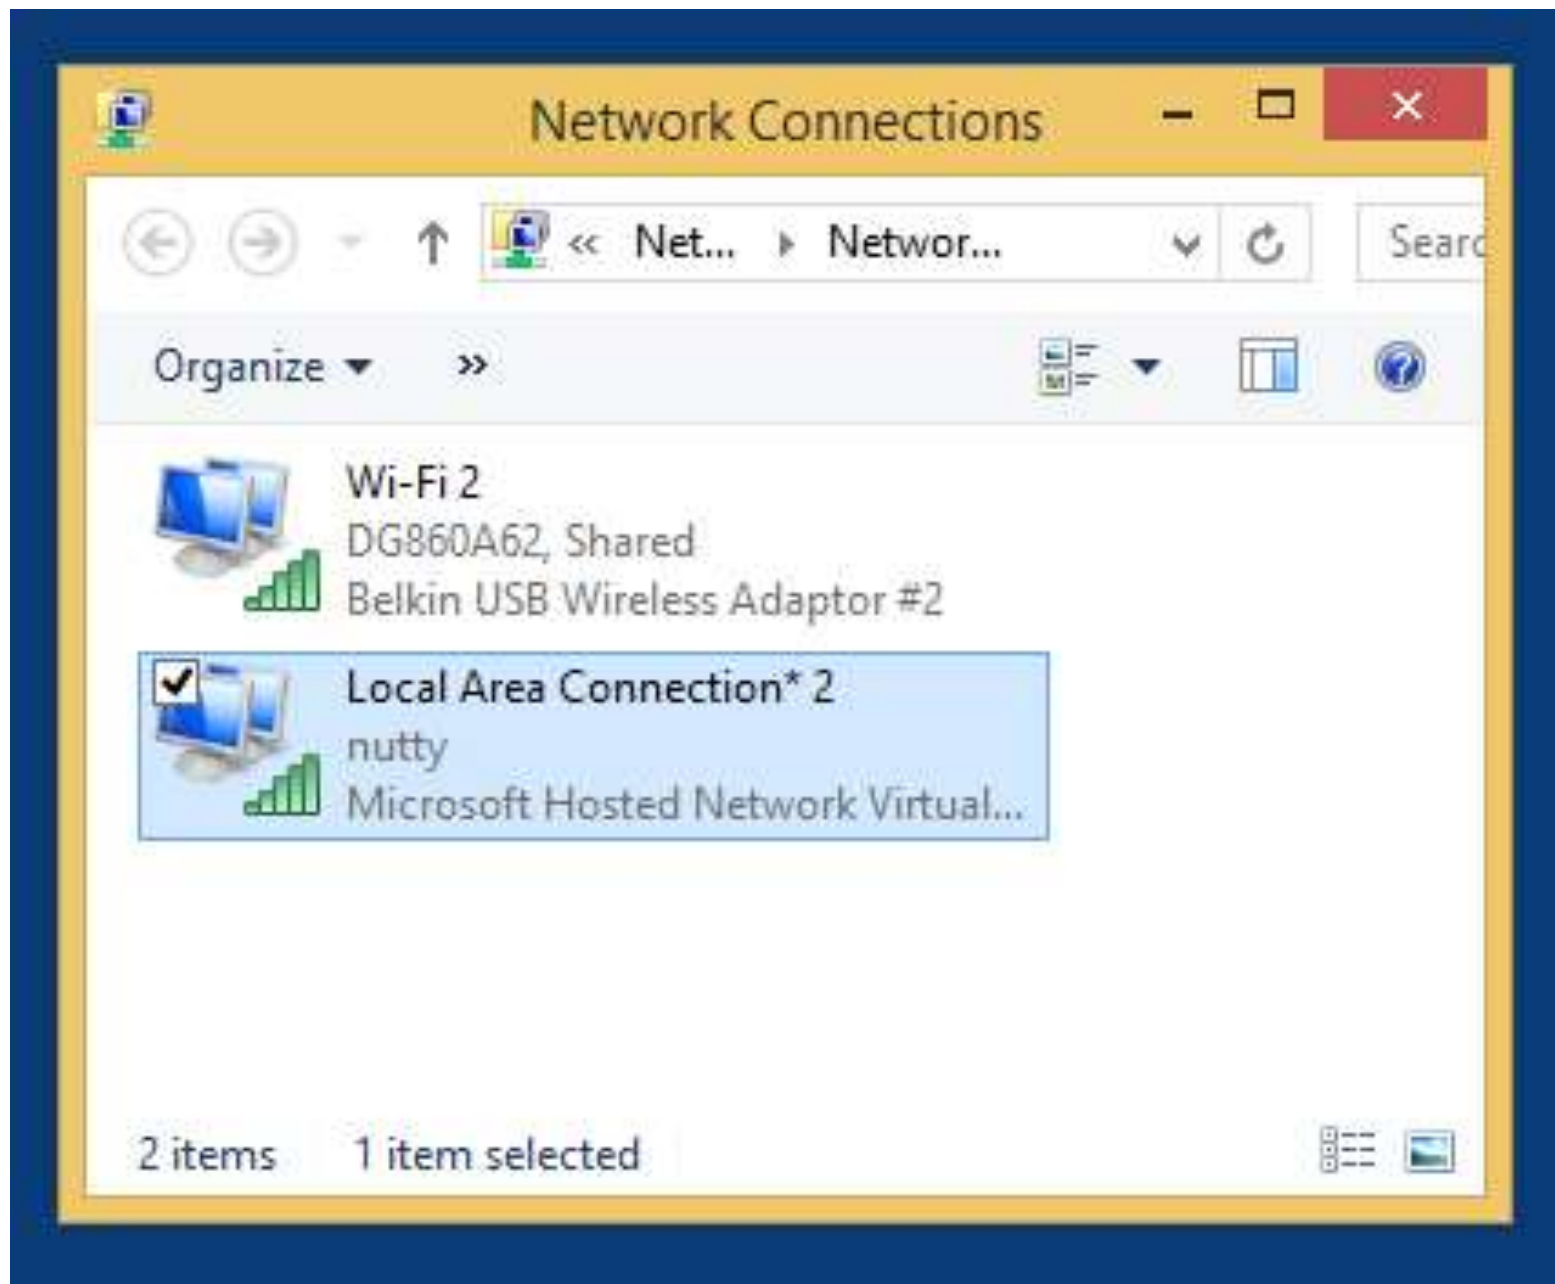 Network Connections
« Net... Networ... Searc
Organize »
Wi-Fi 2
DG860A62, Shared
Belkin USB Wireless Adaptor #2
Local Area Connection* 2
nutty
Microsoft Hosted Network Virtual...
2 items 1 item selected